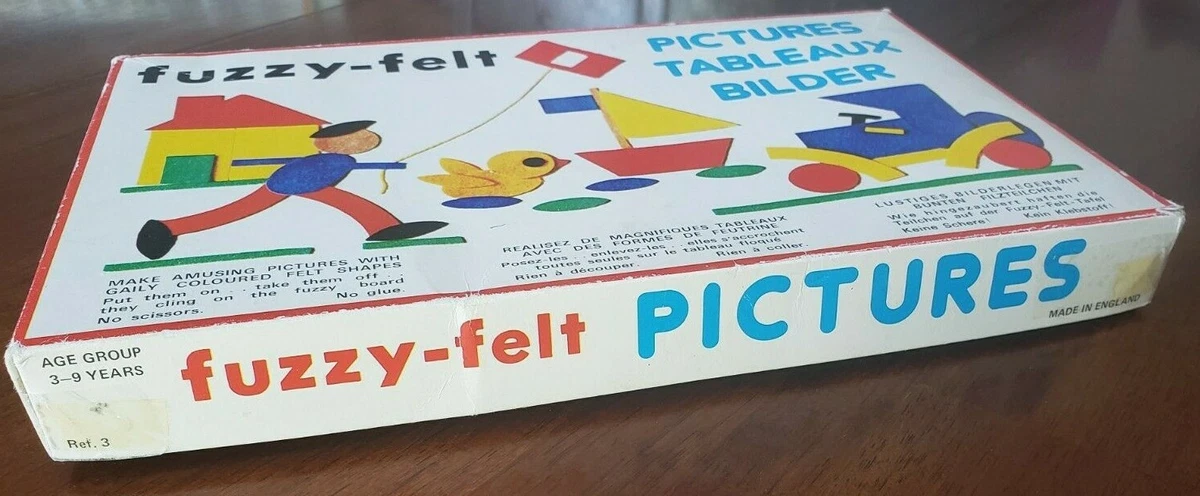 fuzzy-felt
PICTURES
TABLEAUX
BILDER
MAKE AMUSING PICTURES WITH
GAILY COLOURED FELT SHAPES
Put them on .. take them off ..
they cling on the fuzzy board
No scissors. No glue.
REALISEZ DE MAGNIFIQUES TABLEAUX
AVEC DES FORMES DE FEUTRINE
Posez-les .. enlevez-les .. elles s'accrochent
toutes seules sur le tableau floqué
Rien à découper. Rien à coller.
LUSTIGES BILDERLEGEN MIT
BUNTEN FILZTEILCHEN
Wie hingezaubert haften die
Teilchen auf der Fuzzy-Felt-Tafel
Keine Schere! Kein Klebstoff!
AGE GROUP
3–9 YEARS
Ref. 3
fuzzy-felt PICTURES
MADE IN ENGLAND